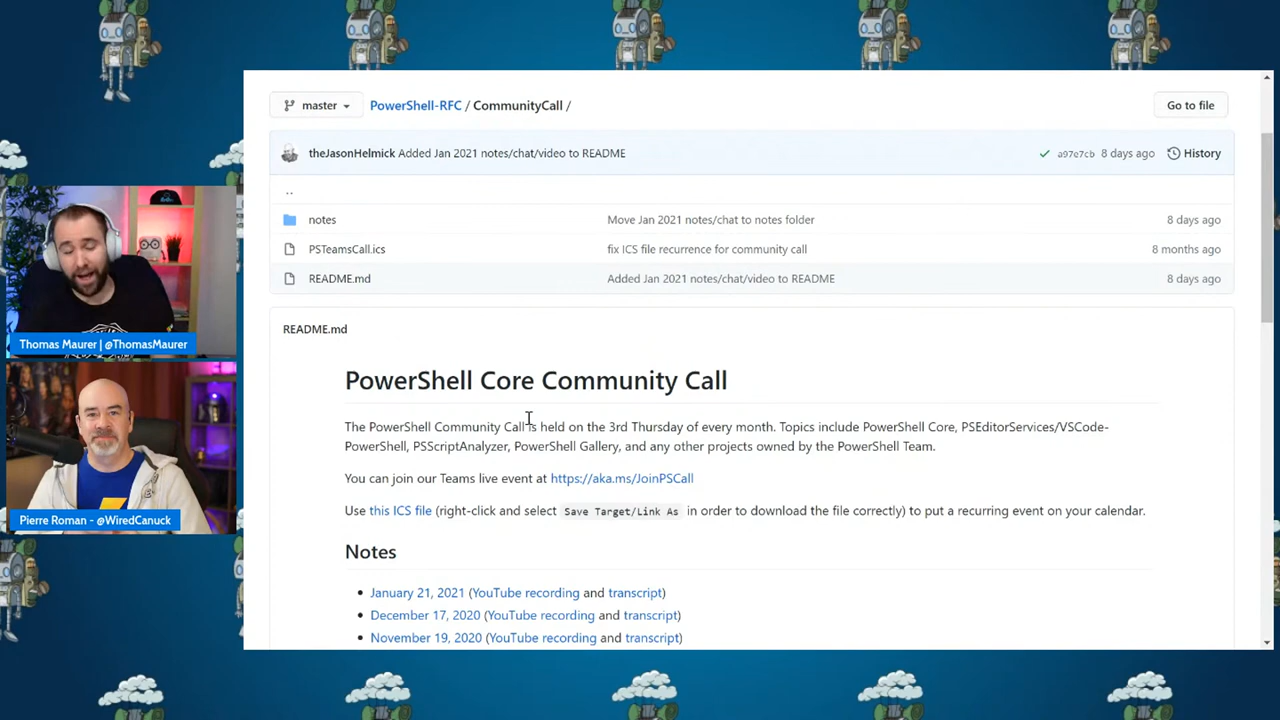 master
PowerShell-RFC / CommunityCall /
Go to file
theJasonHelmick Added Jan 2021 notes/chat/video to README
a97e7cb 8 days ago History
..
notes Move Jan 2021 notes/chat to notes folder 8 days ago
PSTeamsCall.ics fix ICS file recurrence for community call 8 months ago
README.md Added Jan 2021 notes/chat/video to README 8 days ago
README.md
PowerShell Core Community Call
The PowerShell Community Call is held on the 3rd Thursday of every month. Topics include PowerShell Core, PSEditorServices/VSCode-
PowerShell, PSScriptAnalyzer, PowerShell Gallery, and any other projects owned by the PowerShell Team.
You can join our Teams live event at https://aka.ms/JoinPSCall
Use this ICS file (right-click and select Save Target/Link As in order to download the file correctly) to put a recurring event on your calendar.
Notes
• January 21, 2021 (YouTube recording and transcript)
• December 17, 2020 (YouTube recording and transcript)
• November 19, 2020 (YouTube recording and transcript)
Thomas Maurer | @ThomasMaurer
Pierre Roman - @WiredCanuck